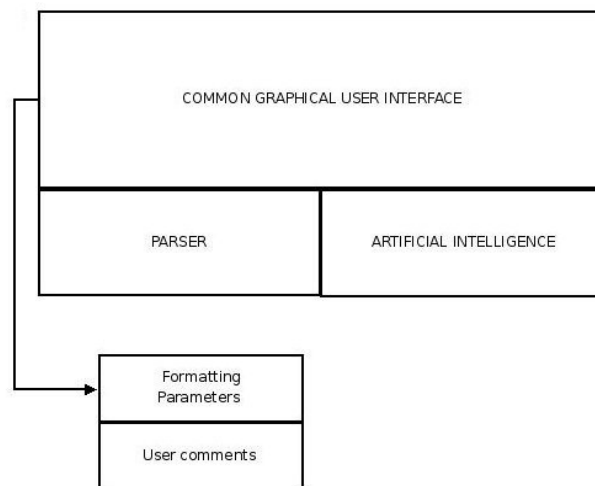 COMMON GRAPHICAL USER INTERFACE
PARSER
ARTIFICIAL INTELLIGENCE
Formatting
Parameters
User comments